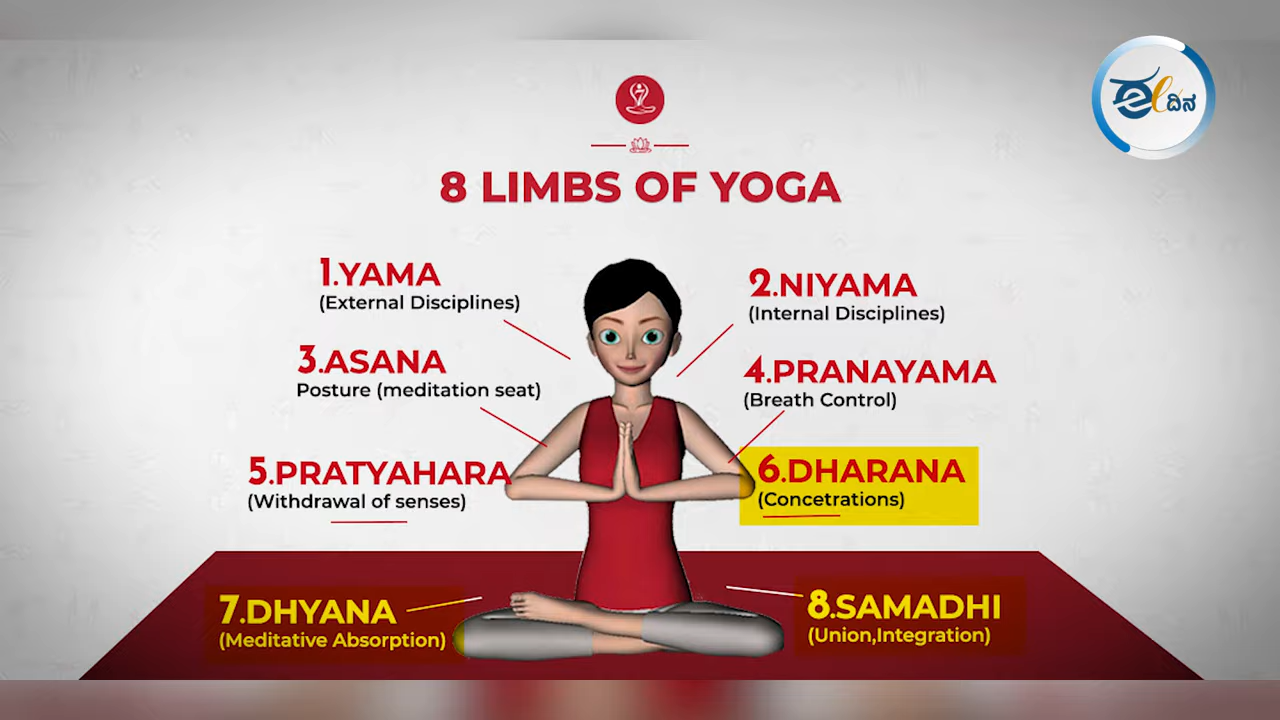 ಈ e ದಿನ
8 LIMBS OF YOGA
1.YAMA
(External Disciplines)
2.NIYAMA
(Internal Disciplines)
3.ASANA
Posture (meditation seat)
4.PRANAYAMA
(Breath Control)
5.PRATYAHARA
(Withdrawal of senses)
6.DHARANA
(Concetrations)
7.DHYANA
(Meditative Absorption)
8.SAMADHI
(Union,Integration)